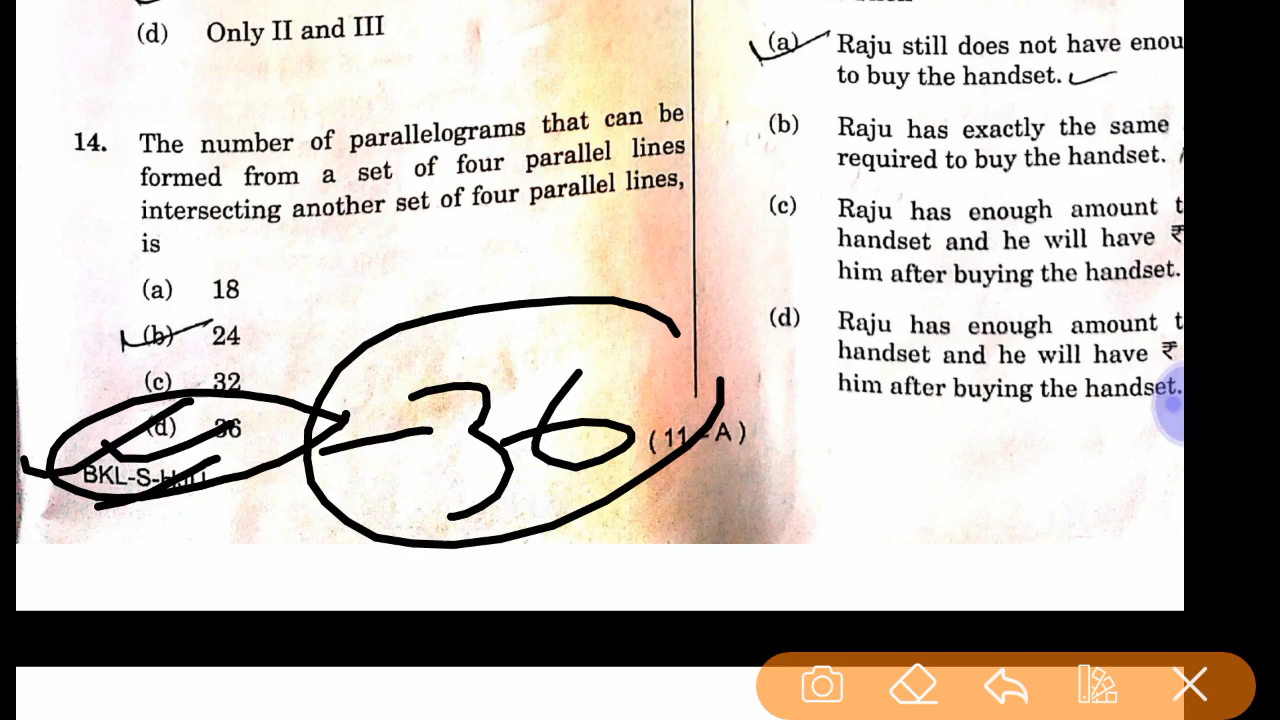 (d) Only II and III
14. The number of parallelograms that can be
formed from a set of four parallel lines
intersecting another set of four parallel lines,
is
(a) 18
(b) 24
(c) 32
(d) 36
BKL-S-
36
( 11 – A )
(a) Raju still does not have enou
to buy the handset.
(b) Raju has exactly the same
required to buy the handset.
(c) Raju has enough amount t
handset and he will have ₹
him after buying the handset.
(d) Raju has enough amount t
handset and he will have ₹
him after buying the handset.